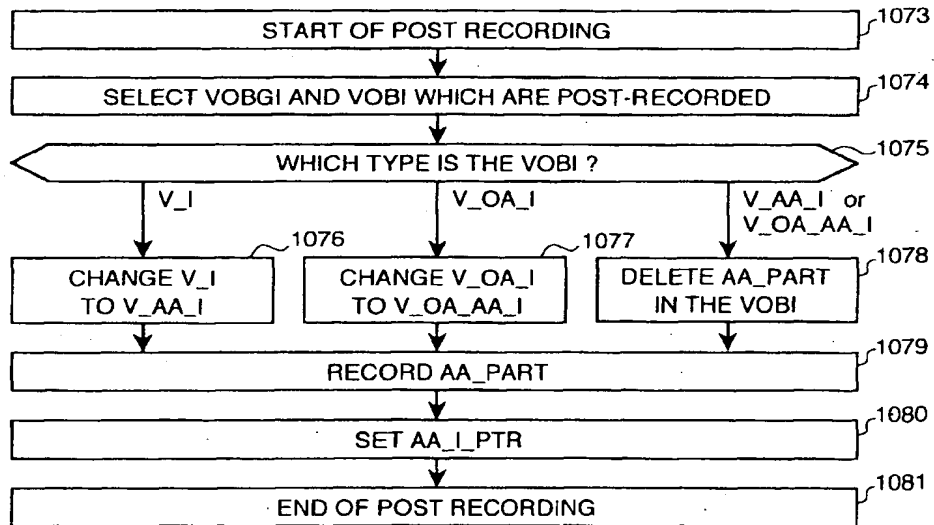 START OF POST RECORDING 1073
SELECT VOBGI AND VOBI WHICH ARE POST-RECORDED 1074
WHICH TYPE IS THE VOBI ? 1075
V_I
V_OA_I
V_AA_I or
V_OA_AA_I
1076
CHANGE V_I
TO V_AA_I
1077
CHANGE V_OA_I
TO V_OA_AA_I
1078
DELETE AA_PART
IN THE VOBI
RECORD AA_PART 1079
SET AA_I_PTR 1080
END OF POST RECORDING 1081